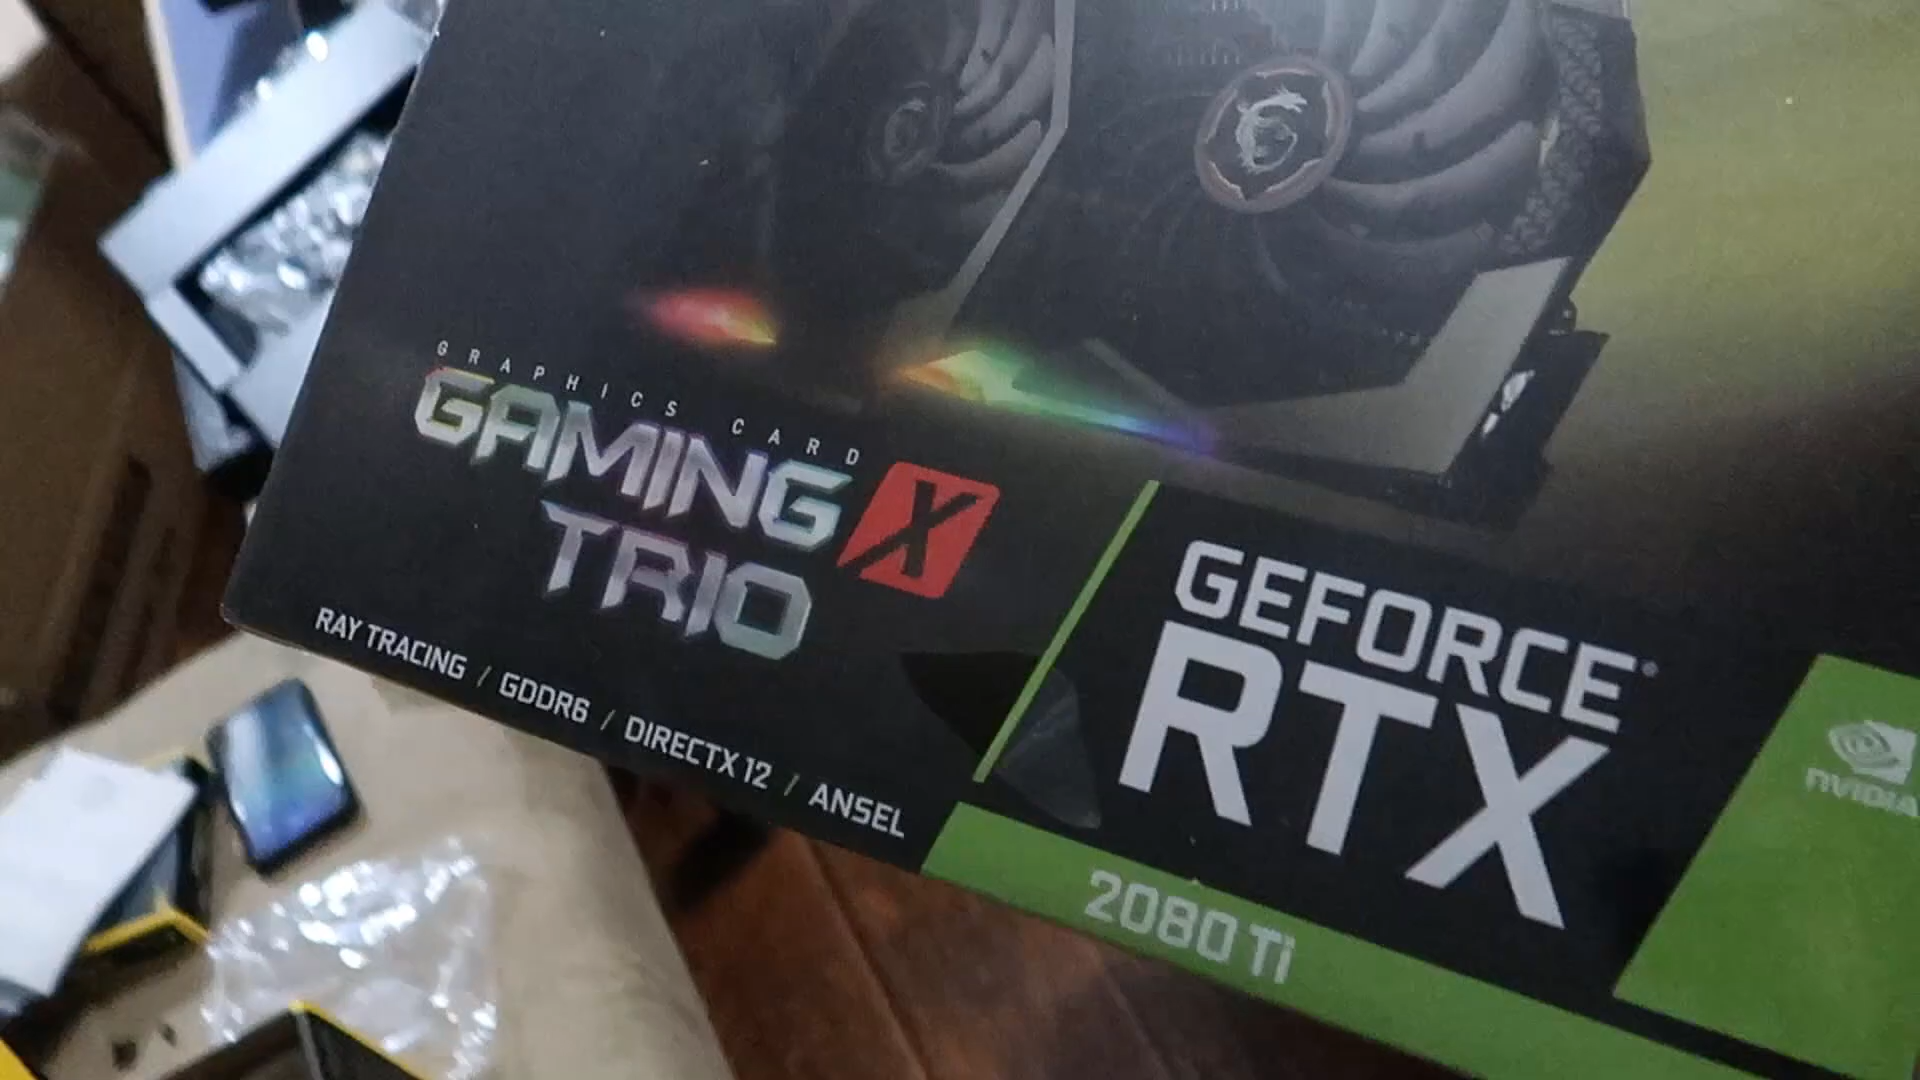 GRAPHICS CARD
GAMING X
TRIO
RAY TRACING / GDDR6 / DIRECTX 12 / ANSEL
GEFORCE
RTX
2080 Ti
NVIDIA